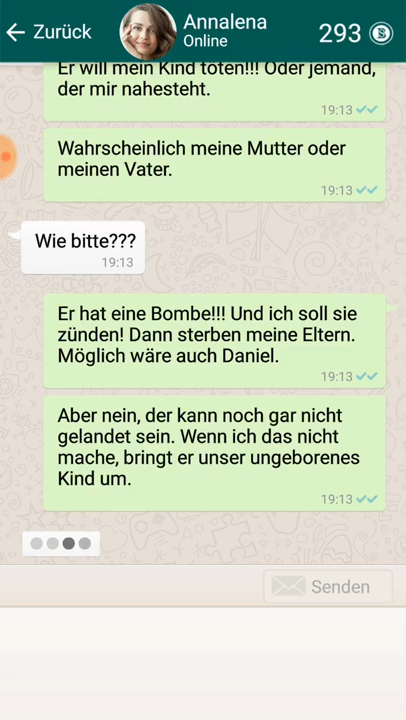 Zurück
Annalena
Online
293
Er will mein Kind töten!!! Oder jemand,
der mir nahesteht.
19:13
Wahrscheinlich meine Mutter oder
meinen Vater.
19:13
Wie bitte???
19:13
Er hat eine Bombe!!! Und ich soll sie
zünden! Dann sterben meine Eltern.
Möglich wäre auch Daniel.
19:13
Aber nein, der kann noch gar nicht
gelandet sein. Wenn ich das nicht
mache, bringt er unser ungeborenes
Kind um.
19:13
Senden